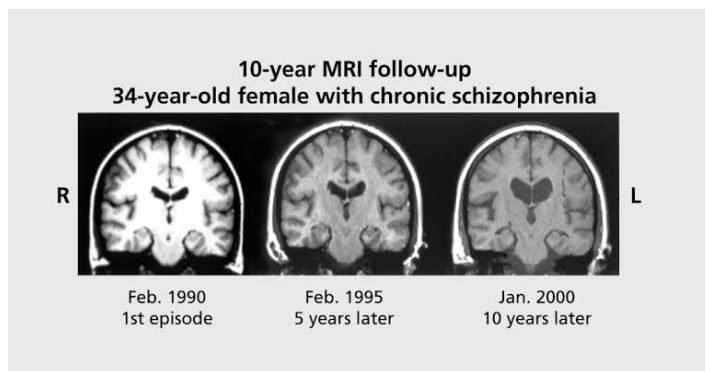 10-year MRI follow-up
34-year-old female with chronic schizophrenia
R
L
Feb. 1990
1st episode
Feb. 1995
5 years later
Jan. 2000
10 years later